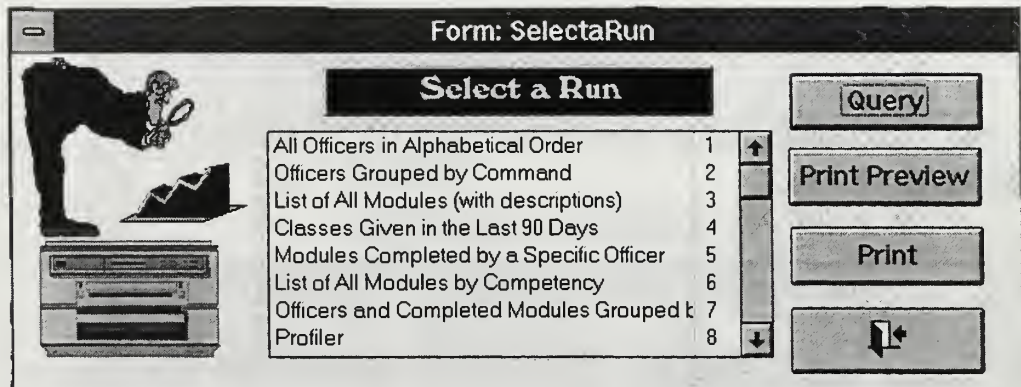 Form: SelectaRun
Select a Run
All Officers in Alphabetical Order 1
Officers Grouped by Command 2
List of All Modules (with descriptions) 3
Classes Given in the Last 90 Days 4
Modules Completed by a Specific Officer 5
List of All Modules by Competency 6
Officers and Completed Modules Grouped b 7
Profiler 8
Query
Print Preview
Print